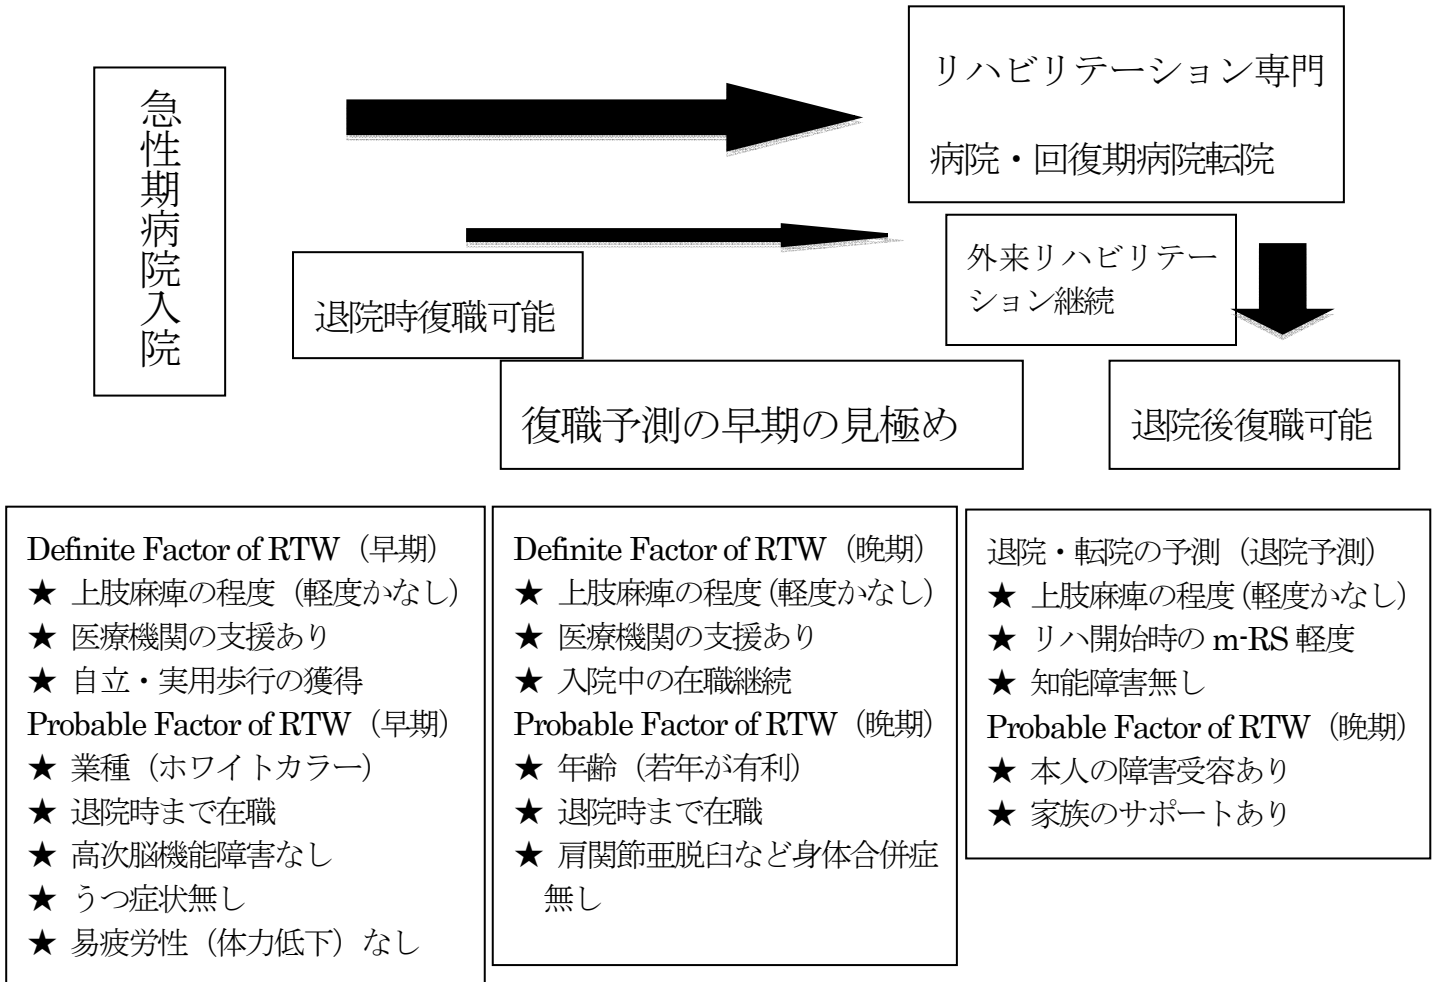 急性期病院入院
リハビリテーション専門
病院・回復期病院転院
外来リハビリテー
ション継続
退院時復職可能
復職予測の早期の見極め
退院後復職可能
Definite Factor of RTW（早期）
★ 上肢麻痺の程度（軽度かなし）
★ 医療機関の支援あり
★ 自立・実用歩行の獲得
Probable Factor of RTW（早期）
★ 業種（ホワイトカラー）
★ 退院時まで在職
★ 高次脳機能障害なし
★ うつ症状無し
★ 易疲労性（体力低下）なし
Definite Factor of RTW（晩期）
★ 上肢麻痺の程度（軽度かなし）
★ 医療機関の支援あり
★ 入院中の在職継続
Probable Factor of RTW（晩期）
★ 年齢（若年が有利）
★ 退院時まで在職
★ 肩関節亜脱臼など身体合併症
無し
退院・転院の予測（退院予測）
★ 上肢麻痺の程度（軽度かなし）
★ リハ開始時の m-RS 軽度
★ 知能障害無し
Probable Factor of RTW（晩期）
★ 本人の障害受容あり
★ 家族のサポートあり